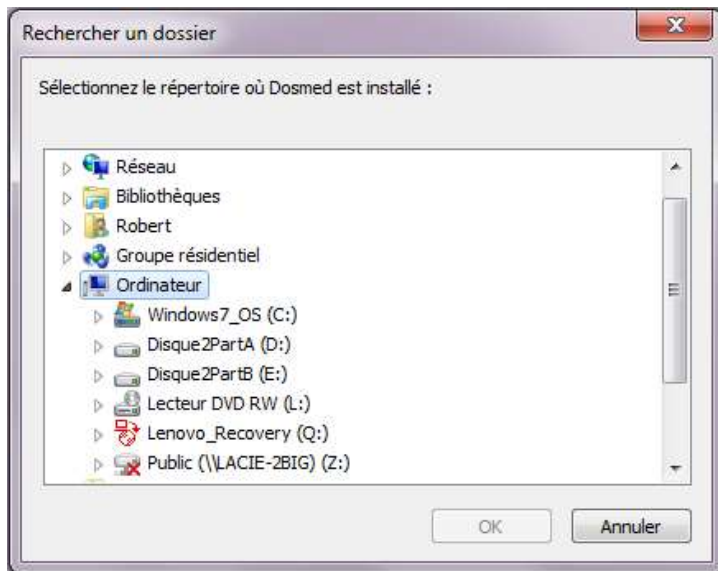 Rechercher un dossier
Sélectionnez le répertoire où Dosmed est installé :
Réseau
Bibliothèques
Robert
Groupe résidentiel
Ordinateur
Windows7_OS (C:)
Disque2PartA (D:)
Disque2PartB (E:)
Lecteur DVD RW (L:)
Lenovo_Recovery (Q:)
Public (\\LACIE-2BIG) (Z:)
OK Annuler